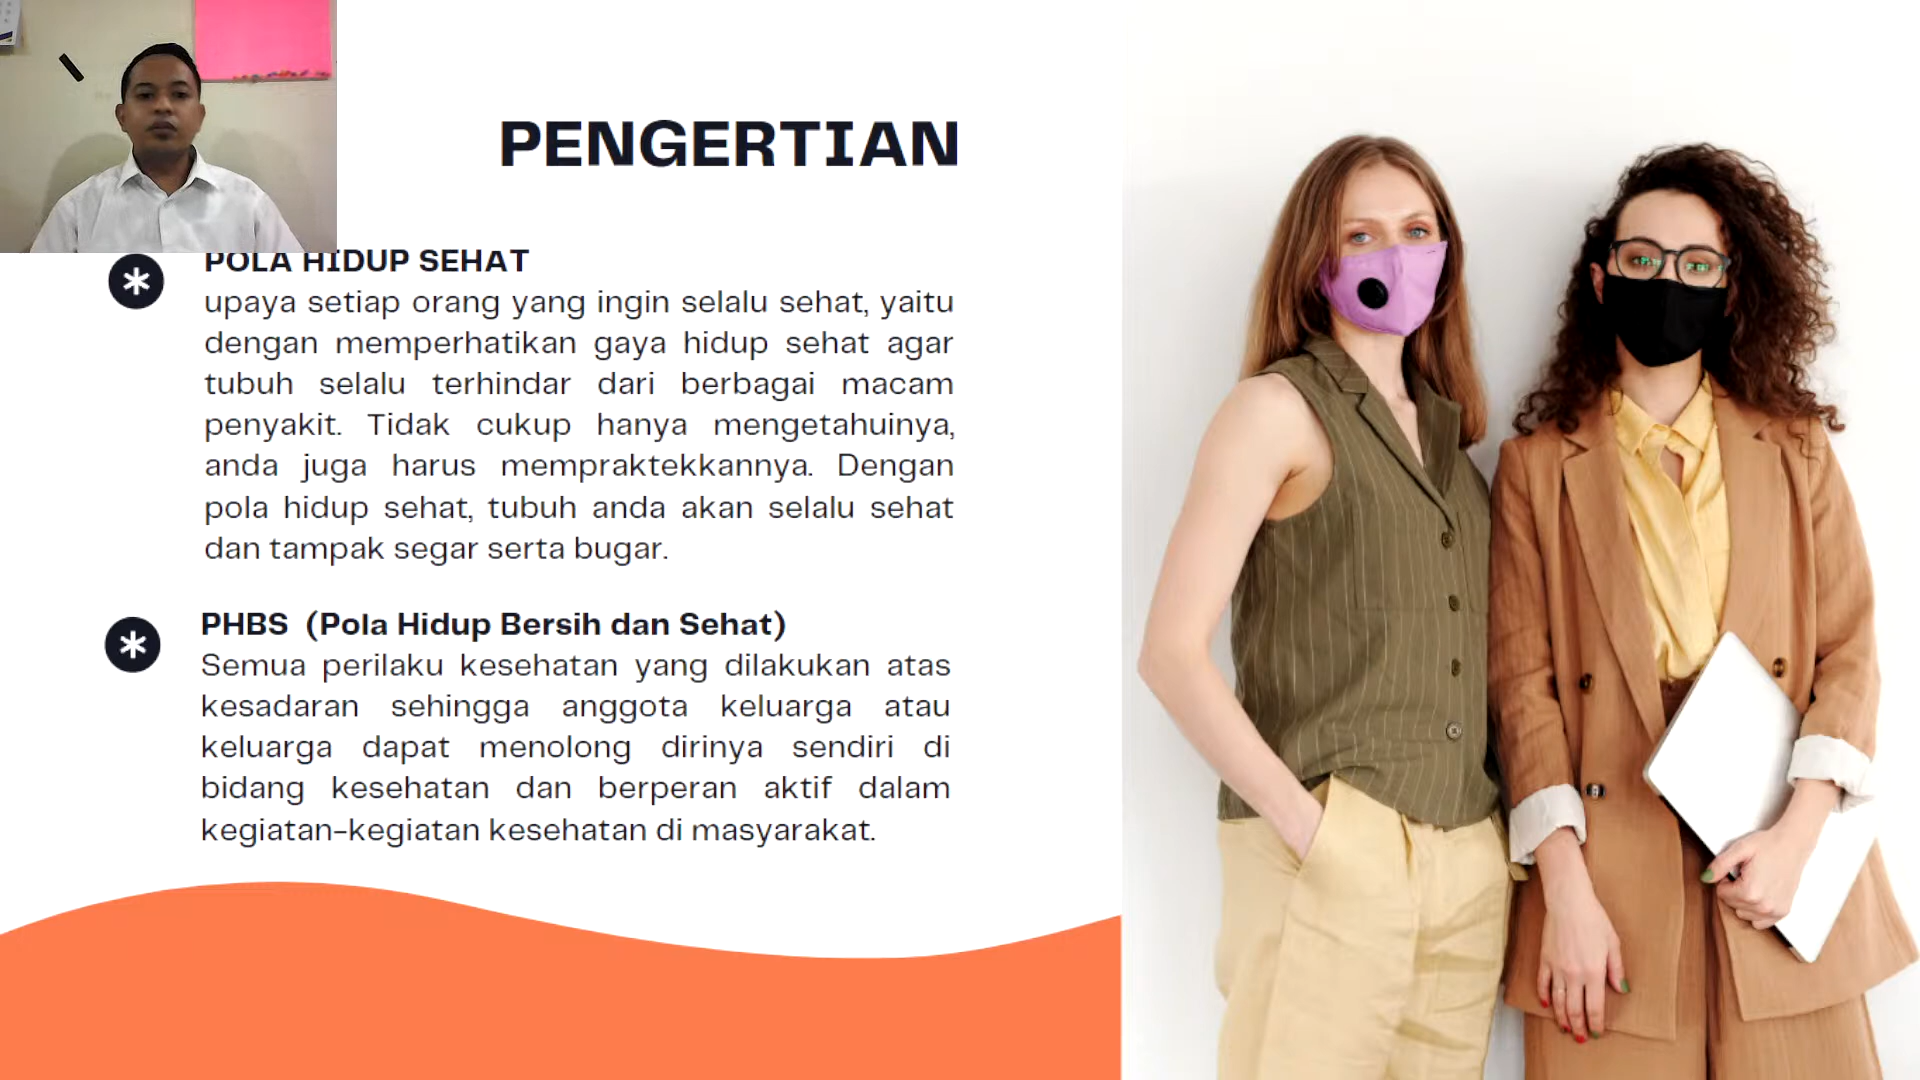 PENGERTIAN
POLA HIDUP SEHAT
upaya setiap orang yang ingin selalu sehat, yaitu
dengan memperhatikan gaya hidup sehat agar
tubuh selalu terhindar dari berbagai macam
penyakit. Tidak cukup hanya mengetahuinya,
anda juga harus mempraktekkannya. Dengan
pola hidup sehat, tubuh anda akan selalu sehat
dan tampak segar serta bugar.
PHBS (Pola Hidup Bersih dan Sehat)
Semua perilaku kesehatan yang dilakukan atas
kesadaran sehingga anggota keluarga atau
keluarga dapat menolong dirinya sendiri di
bidang kesehatan dan berperan aktif dalam
kegiatan-kegiatan kesehatan di masyarakat.